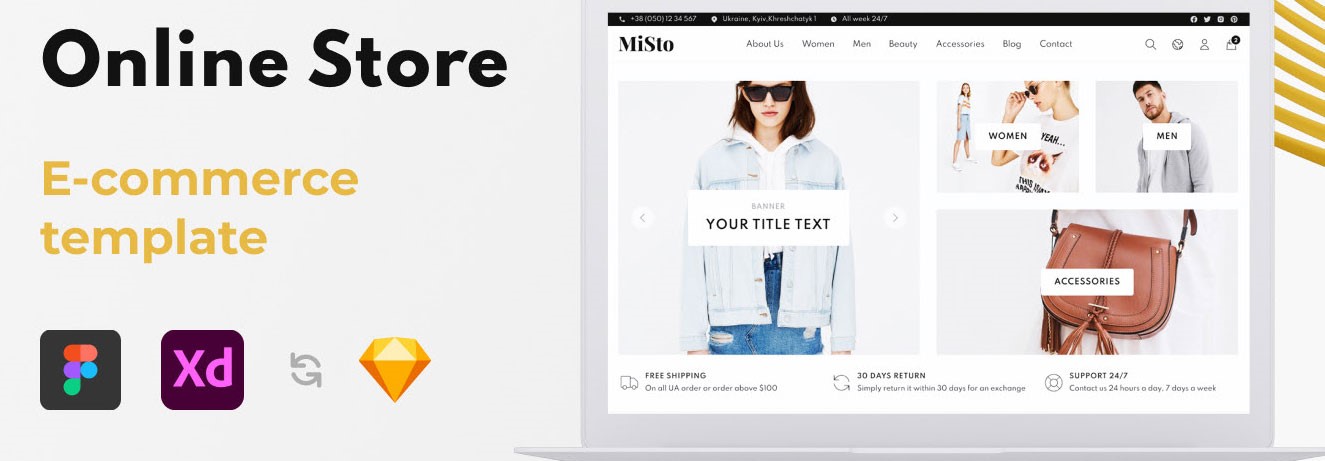 Online Store
E-commerce
template
Xd
+38 (050) 12 34 567
Ukraine, Kyiv,Khreshchatyk 1
All week 24/7
MiSto
About Us
Women
Men
Beauty
Accessories
Blog
Contact
2
BANNER
YOUR TITLE TEXT
WOMEN
YEAH...
THIS IS
MEN
ACCESSORIES
FREE SHIPPING
On all UA order or order above $100
30 DAYS RETURN
Simply return it within 30 days for an exchange
SUPPORT 24/7
Contact us 24 hours a day, 7 days a week